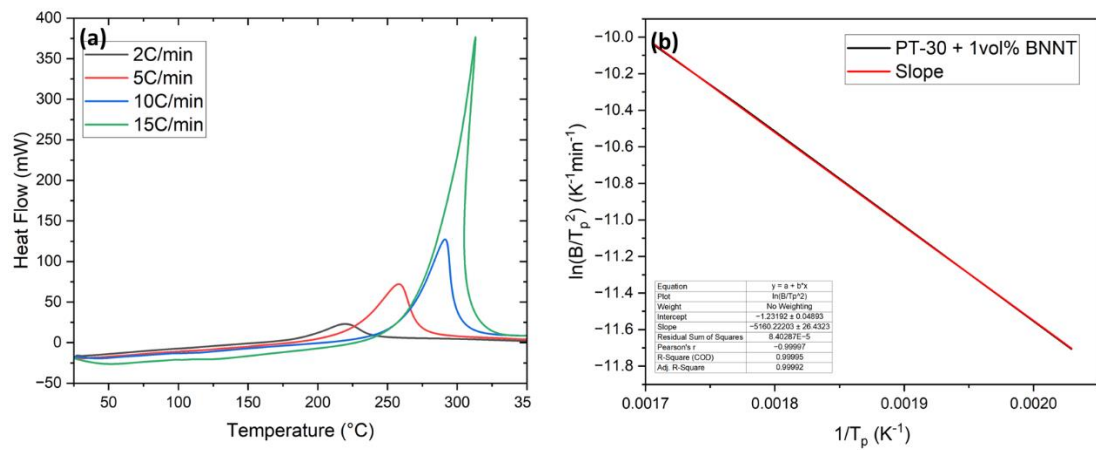 (a)
2C/min
5C/min
10C/min
15C/min
Heat Flow (mW)
400
350
300
250
200
150
100
50
0
−50
50 100 150 200 250 300 35
Temperature (°C)
(b)
PT-30 + 1vol% BNNT
Slope
ln(B/Tp²) (K⁻¹min⁻¹)
−10.0
−10.2
−10.4
−10.6
−10.8
−11.0
−11.2
−11.4
−11.6
−11.8
Equation y = a + b*x
Plot ln(B/Tp^2)
Weight No Weighting
Intercept −1.23192 ± 0.04893
Slope −5160.22203 ± 26.4323
Residual Sum of Squares 8.40287E−5
Pearson's r −0.99997
R-Square (COD) 0.99995
Adj. R-Square 0.99992
0.0017 0.0018 0.0019 0.0020
1/Tp (K⁻¹)